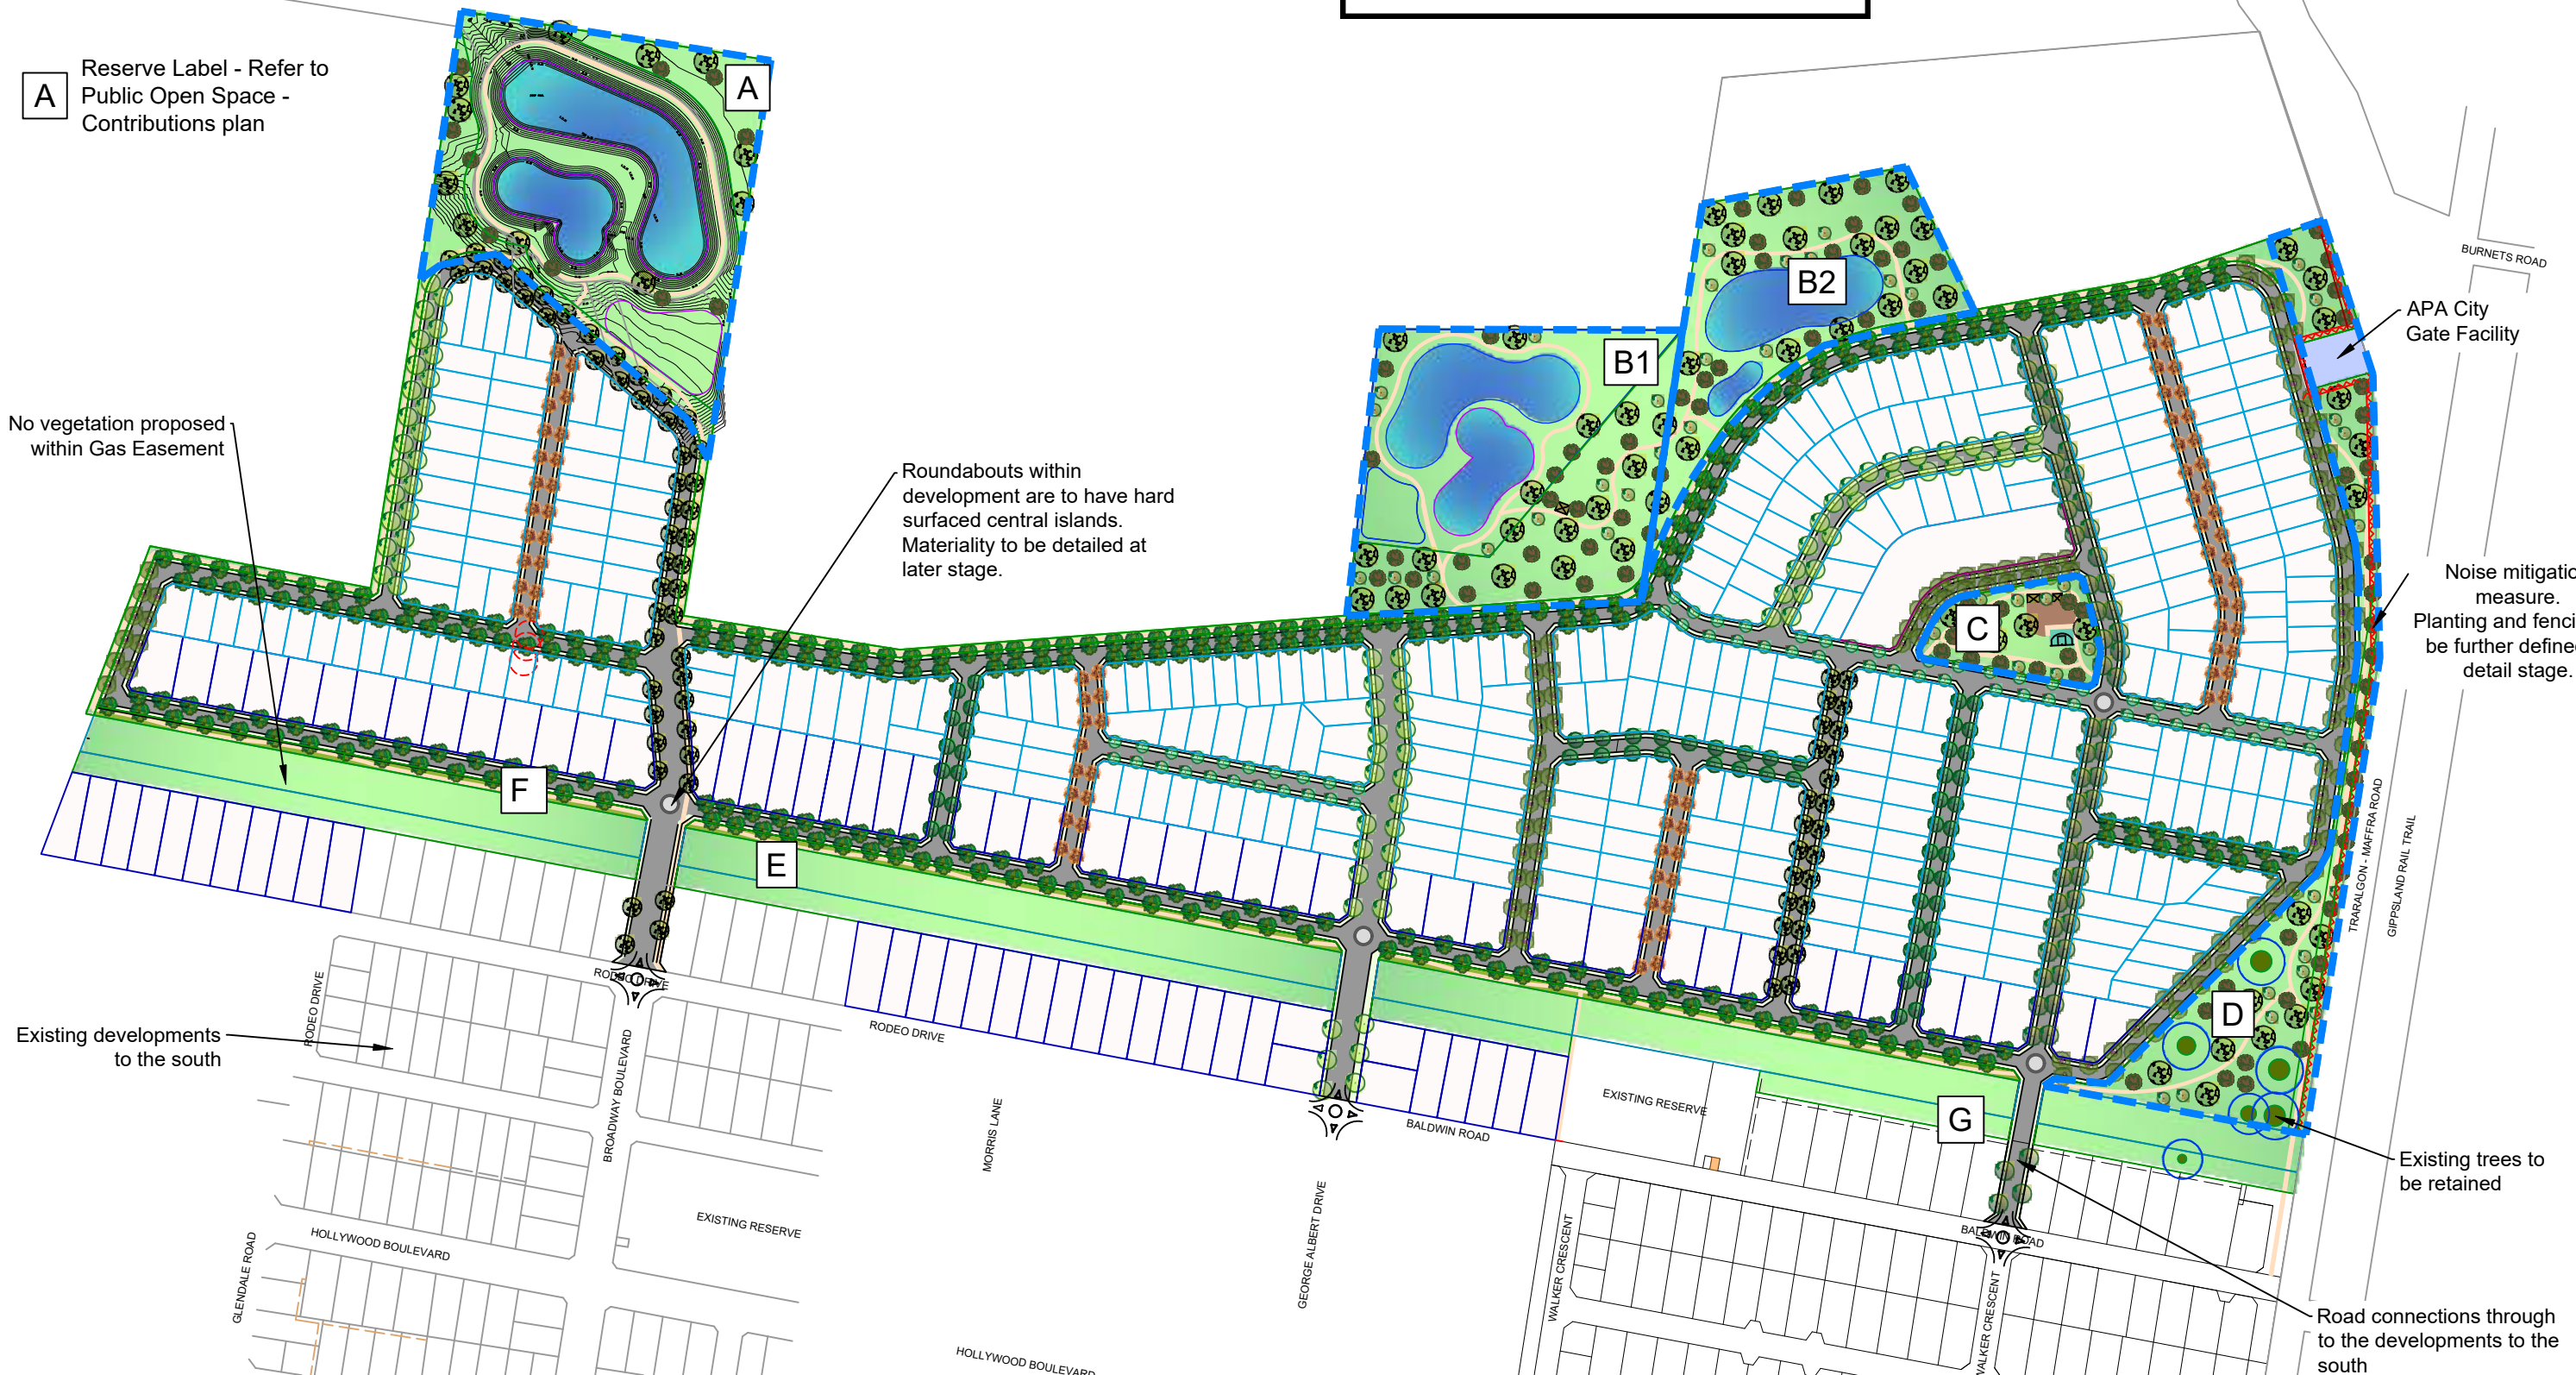 A
Reserve Label - Refer to
Public Open Space -
Contributions plan
A
B2
B1
BURNETS ROAD
APA City
Gate Facility
No vegetation proposed
within Gas Easement
Roundabouts within
development are to have hard
surfaced central islands.
Materiality to be detailed at
later stage.
Noise mitigatio
measure.
Planting and fenci
be further define
detail stage.
C
F
E
D
G
TRARALGON - MAFFRA ROAD
GIPPSLAND RAIL TRAIL
RODEO DRIVE
RODEO DRIVE
RODEO DRIVE
Existing developments
to the south
BROADWAY BOULEVARD
MORRIS LANE
EXISTING RESERVE
BALDWIN ROAD
EXISTING RESERVE
HOLLYWOOD BOULEVARD
GLENDALE ROAD
GEORGE ALBERT DRIVE
WALKER CRESCENT
BALDWIN ROAD
WALKER CRESCENT
HOLLYWOOD BOULEVARD
Existing trees to
be retained
Road connections through
to the developments to the
south